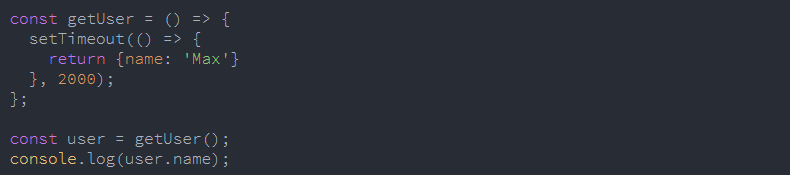 const getUser = () => {
  setTimeout(() => {
    return {name: 'Max'}
  }, 2000);
};

const user = getUser();
console.log(user.name);